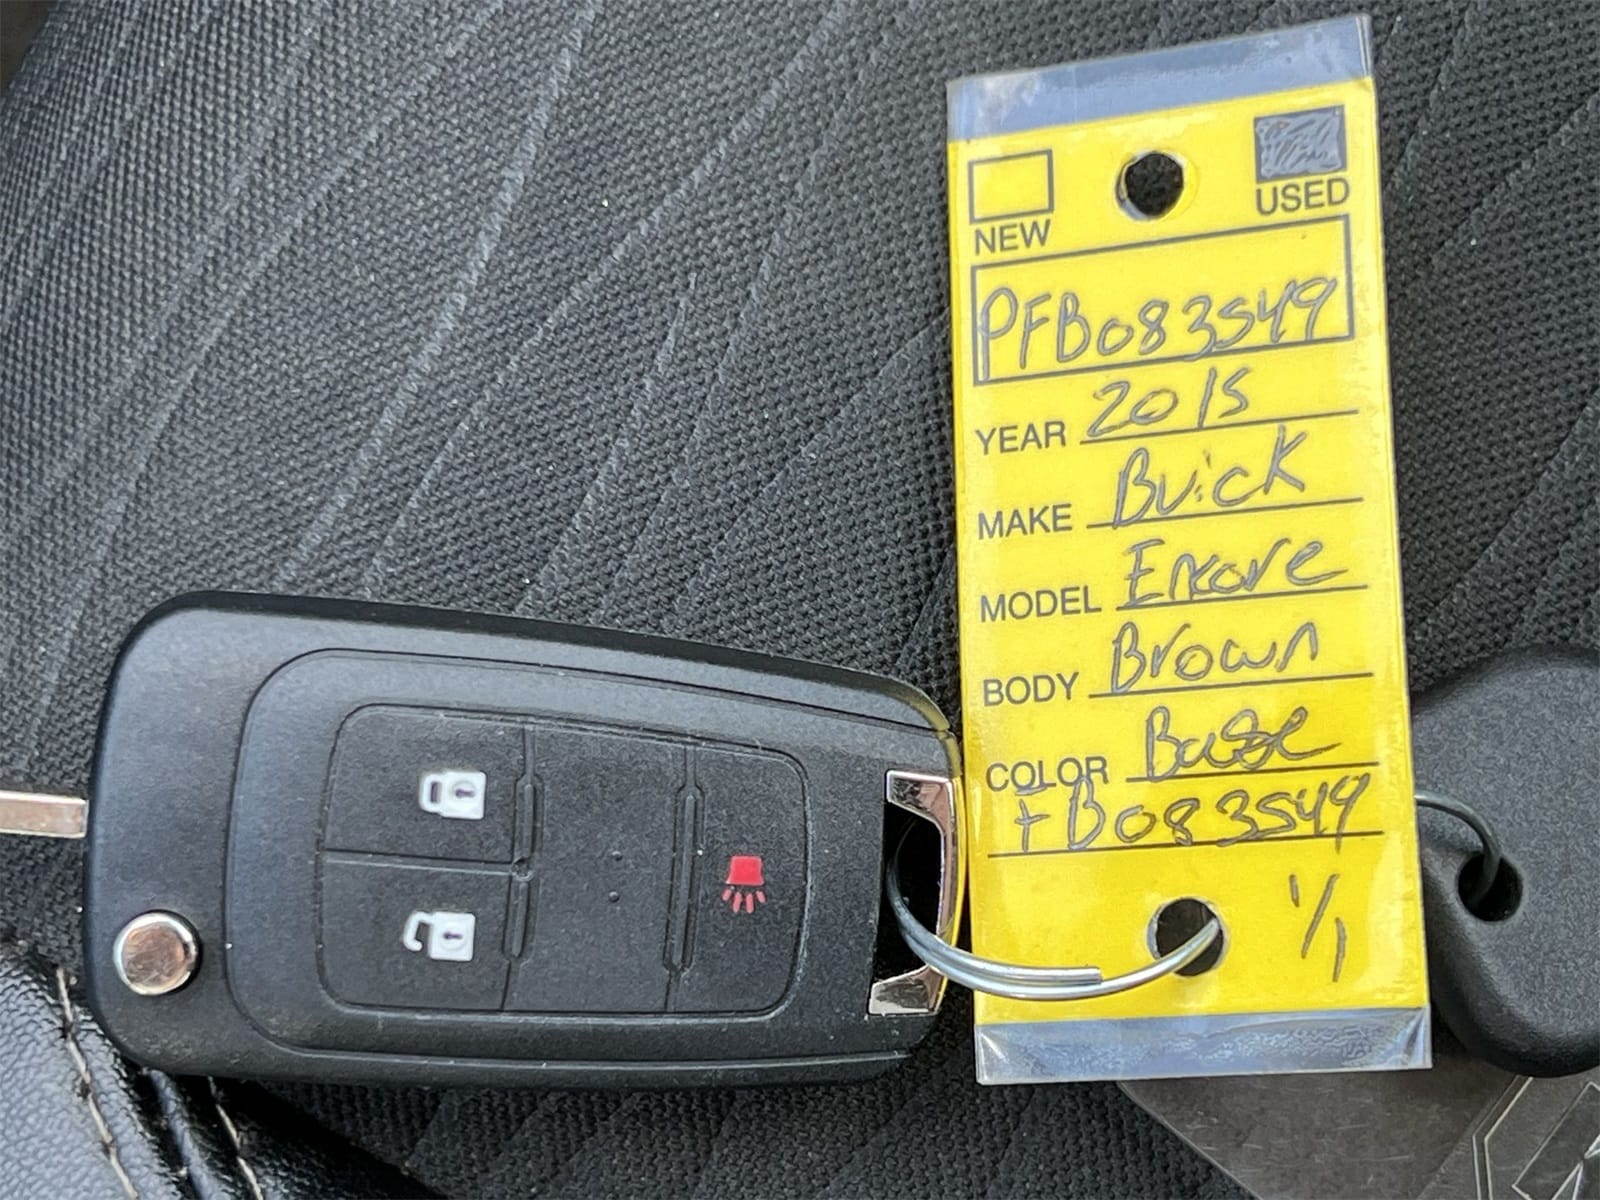 NEW USED
PFB083549
YEAR 2015
MAKE Buick
MODEL Encore
BODY Brown
COLOR Base
FB083549
1/1